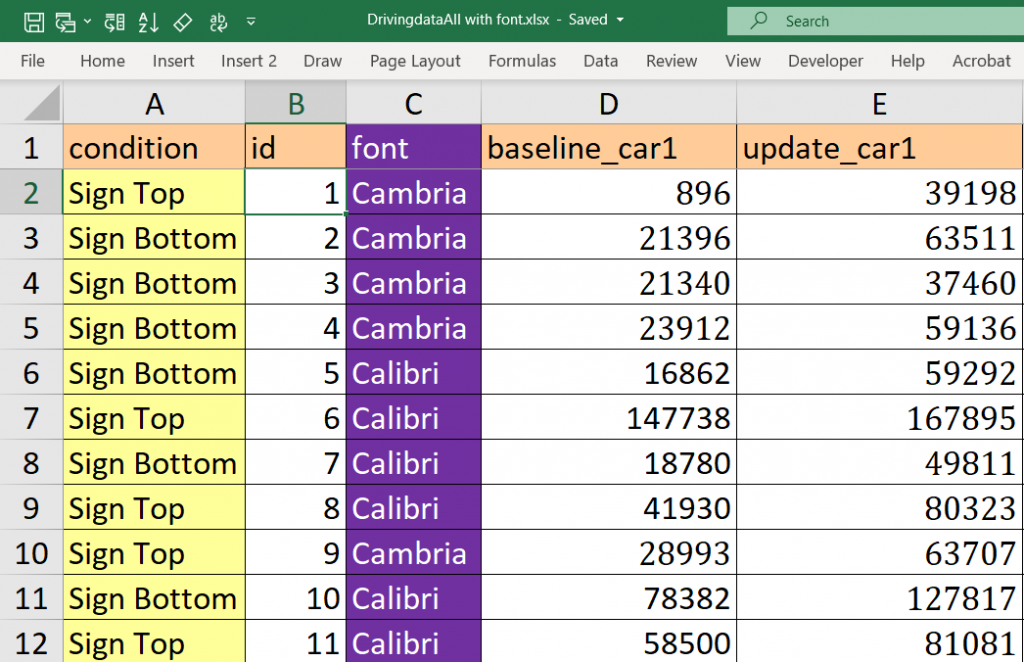 DrivingdataAll with font.xlsx - Saved Search
File Home Insert Insert 2 Draw Page Layout Formulas Data Review View Developer Help Acrobat
A B C D E
1 condition id font baseline_car1 update_car1
2 Sign Top 1 Cambria 896 39198
3 Sign Bottom 2 Cambria 21396 63511
4 Sign Bottom 3 Cambria 21340 37460
5 Sign Bottom 4 Cambria 23912 59136
6 Sign Bottom 5 Calibri 16862 59292
7 Sign Top 6 Calibri 147738 167895
8 Sign Bottom 7 Calibri 18780 49811
9 Sign Top 8 Calibri 41930 80323
10 Sign Top 9 Cambria 28993 63707
11 Sign Bottom 10 Calibri 78382 127817
12 Sign Top 11 Calibri 58500 81081